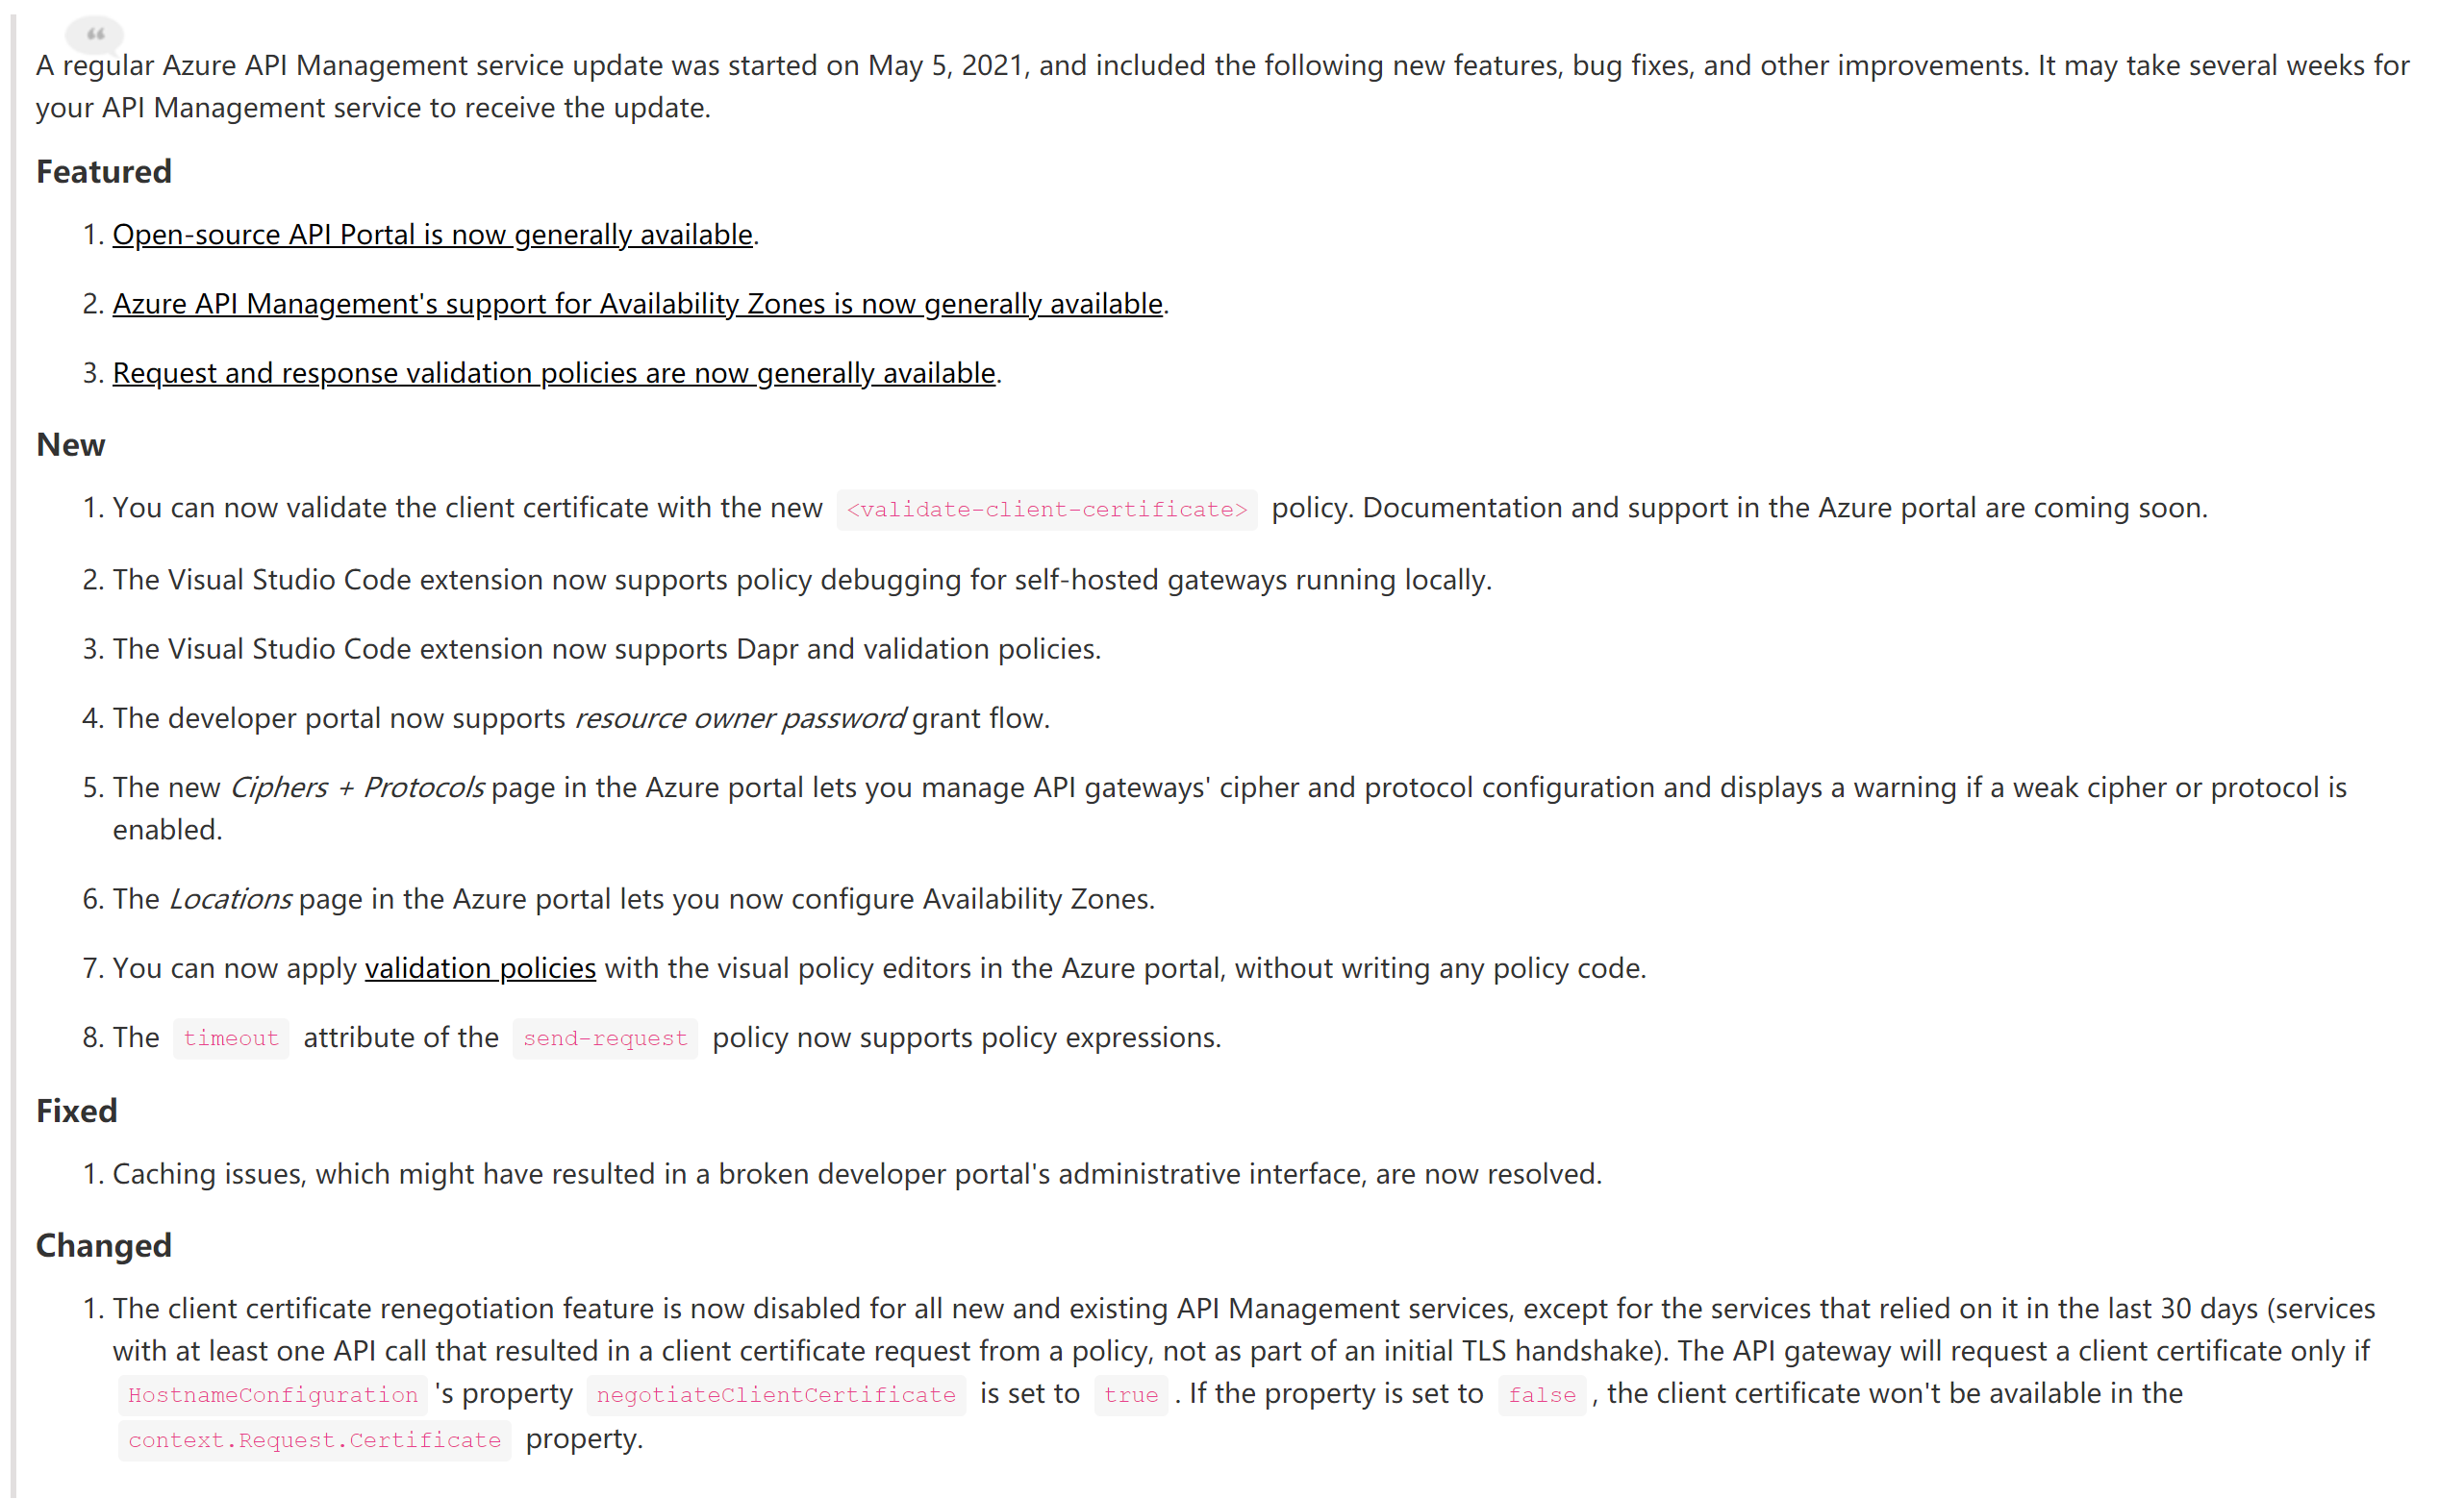 “
A regular Azure API Management service update was started on May 5, 2021, and included the following new features, bug fixes, and other improvements. It may take several weeks for
your API Management service to receive the update.
Featured
1. Open-source API Portal is now generally available.
2. Azure API Management's support for Availability Zones is now generally available.
3. Request and response validation policies are now generally available.
New
1. You can now validate the client certificate with the new <validate-client-certificate> policy. Documentation and support in the Azure portal are coming soon.
2. The Visual Studio Code extension now supports policy debugging for self-hosted gateways running locally.
3. The Visual Studio Code extension now supports Dapr and validation policies.
4. The developer portal now supports resource owner password grant flow.
5. The new Ciphers + Protocols page in the Azure portal lets you manage API gateways' cipher and protocol configuration and displays a warning if a weak cipher or protocol is
enabled.
6. The Locations page in the Azure portal lets you now configure Availability Zones.
7. You can now apply validation policies with the visual policy editors in the Azure portal, without writing any policy code.
8. The timeout attribute of the send-request policy now supports policy expressions.
Fixed
1. Caching issues, which might have resulted in a broken developer portal's administrative interface, are now resolved.
Changed
1. The client certificate renegotiation feature is now disabled for all new and existing API Management services, except for the services that relied on it in the last 30 days (services
with at least one API call that resulted in a client certificate request from a policy, not as part of an initial TLS handshake). The API gateway will request a client certificate only if
HostnameConfiguration 's property negotiateClientCertificate is set to true . If the property is set to false , the client certificate won't be available in the
context.Request.Certificate property.